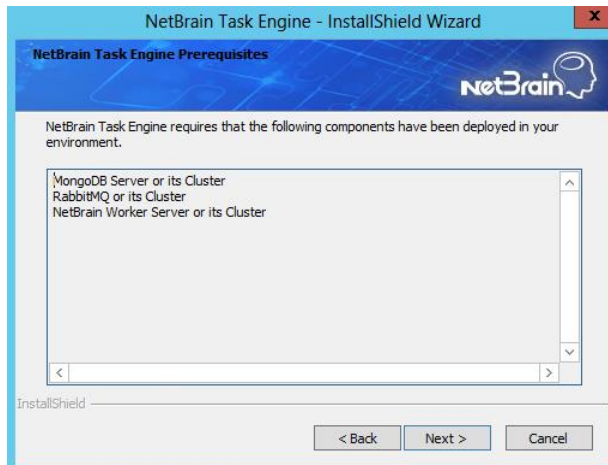 NetBrain Task Engine - InstallShield Wizard
x
NetBrain Task Engine Prerequisites
NetBrain
NetBrain Task Engine requires that the following components have been deployed in your
environment.
MongoDB Server or its Cluster
RabbitMQ or its Cluster
NetBrain Worker Server or its Cluster
InstallShield
< Back
Next >
Cancel